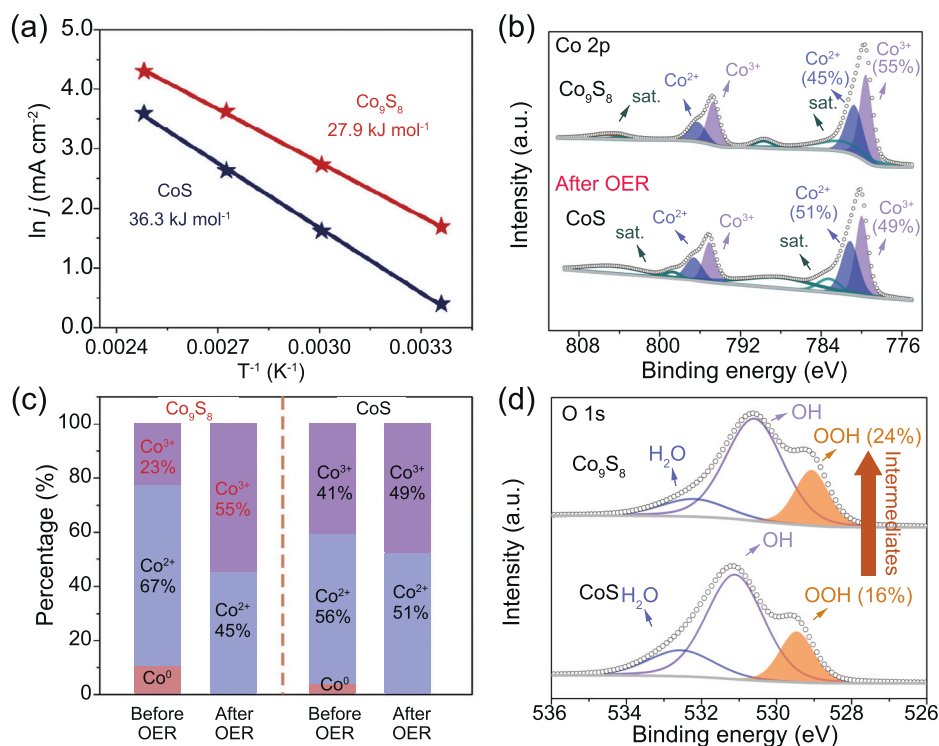 (a)
5.0
4.0
3.0
2.0
1.0
0.0
ln j (mA cm⁻²)
Co₉S₈
27.9 kJ mol⁻¹
CoS
36.3 kJ mol⁻¹
0.0024
0.0027
0.0030
0.0033
T⁻¹ (K⁻¹)
(b)
Co 2p
Co₉S₈
sat.
Co²⁺
Co³⁺
sat.
Co²⁺
(45%)
Co³⁺
(55%)
After OER
CoS
sat.
Co²⁺
Co³⁺
sat.
Co²⁺
(51%)
Co³⁺
(49%)
Intensity (a.u.)
808
800
792
784
776
Binding energy (eV)
(c)
100
80
60
40
20
0
Percentage (%)
Co₉S₈
CoS
Co³⁺
23%
Co²⁺
67%
Co⁰
Co³⁺
55%
Co²⁺
45%
Co³⁺
41%
Co²⁺
56%
Co⁰
Co³⁺
49%
Co²⁺
51%
Before
OER
After
OER
Before
OER
After
OER
(d)
O 1s
Co₉S₈
H₂O
OH
OOH (24%)
Intermediates
CoS
H₂O
OH
OOH (16%)
Intensity (a.u.)
536
534
532
530
528
526
Binding energy (eV)